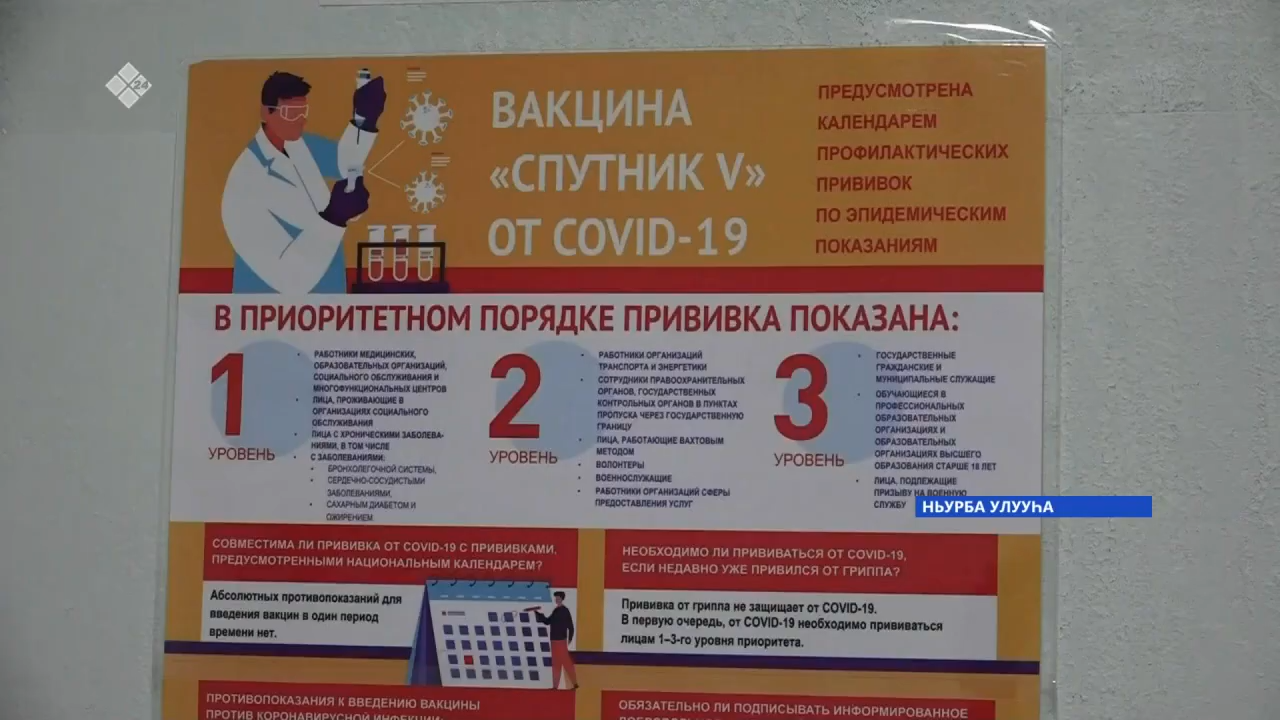 Х24
ВАКЦИНА
«СПУТНИК V»
ОТ COVID-19
ПРЕДУСМОТРЕНА
КАЛЕНДАРЕМ
ПРОФИЛАКТИЧЕСКИХ
ПРИВИВОК
ПО ЭПИДЕМИЧЕСКИМ
ПОКАЗАНИЯМ
В ПРИОРИТЕТНОМ ПОРЯДКЕ ПРИВИВКА ПОКАЗАНА:
1
УРОВЕНЬ
• РАБОТНИКИ МЕДИЦИНСКИХ,
ОБРАЗОВАТЕЛЬНЫХ ОРГАНИЗАЦИЙ,
СОЦИАЛЬНОГО ОБСЛУЖИВАНИЯ И
МНОГОФУНКЦИОНАЛЬНЫХ ЦЕНТРОВ
• ЛИЦА, ПРОЖИВАЮЩИЕ В
ОРГАНИЗАЦИЯХ СОЦИАЛЬНОГО
ОБСЛУЖИВАНИЯ
• ЛИЦА С ХРОНИЧЕСКИМИ ЗАБОЛЕВА-
НИЯМИ, В ТОМ ЧИСЛЕ
С ЗАБОЛЕВАНИЯМИ:
• БРОНХОЛЕГОЧНОЙ СИСТЕМЫ,
• СЕРДЕЧНО-СОСУДИСТЫМИ
ЗАБОЛЕВАНИЯМИ,
• САХАРНЫМ ДИАБЕТОМ И
ОЖИРЕНИЕМ
2
УРОВЕНЬ
• РАБОТНИКИ ОРГАНИЗАЦИЙ
ТРАНСПОРТА И ЭНЕРГЕТИКИ
• СОТРУДНИКИ ПРАВООХРАНИТЕЛЬНЫХ
ОРГАНОВ, ГОСУДАРСТВЕННЫХ
КОНТРОЛЬНЫХ ОРГАНОВ В ПУНКТАХ
ПРОПУСКА ЧЕРЕЗ ГОСУДАРСТВЕННУЮ
ГРАНИЦУ
• ЛИЦА, РАБОТАЮЩИЕ ВАХТОВЫМ
МЕТОДОМ
• ВОЛОНТЕРЫ
• ВОЕННОСЛУЖАЩИЕ
• РАБОТНИКИ ОРГАНИЗАЦИЙ СФЕРЫ
ПРЕДОСТАВЛЕНИЯ УСЛУГ
3
УРОВЕНЬ
• ГОСУДАРСТВЕННЫЕ
ГРАЖДАНСКИЕ И
МУНИЦИПАЛЬНЫЕ СЛУЖАЩИЕ
• ОБУЧАЮЩИЕСЯ В
ПРОФЕССИОНАЛЬНЫХ
ОБРАЗОВАТЕЛЬНЫХ
ОРГАНИЗАЦИЯХ И
ОБРАЗОВАТЕЛЬНЫХ
ОРГАНИЗАЦИЯХ ВЫСШЕГО
ОБРАЗОВАНИЯ СТАРШЕ 18 ЛЕТ
• ЛИЦА, ПОДЛЕЖАЩИЕ
ПРИЗЫВУ НА ВОЕННУЮ
СЛУЖБУ
НЬУРБА УЛУУҺА
СОВМЕСТИМА ЛИ ПРИВИВКА ОТ COVID-19 С ПРИВИВКАМИ,
ПРЕДУСМОТРЕННЫМИ НАЦИОНАЛЬНЫМ КАЛЕНДАРЕМ?
Абсолютных противопоказаний для
введения вакцин в один период
времени нет.
НЕОБХОДИМО ЛИ ПРИВИВАТЬСЯ ОТ COVID-19,
ЕСЛИ НЕДАВНО УЖЕ ПРИВИЛСЯ ОТ ГРИППА?
Прививка от гриппа не защищает от COVID-19.
В первую очередь, от COVID-19 необходимо прививаться
лицам 1–3-го уровня приоритета.
ПРОТИВОПОКАЗАНИЯ К ВВЕДЕНИЮ ВАКЦИНЫ
ПРОТИВ КОРОНАВИРУСНОЙ ИНФЕКЦИИ:
ОБЯЗАТЕЛЬНО ЛИ ПОДПИСЫВАТЬ ИНФОРМИРОВАННОЕ